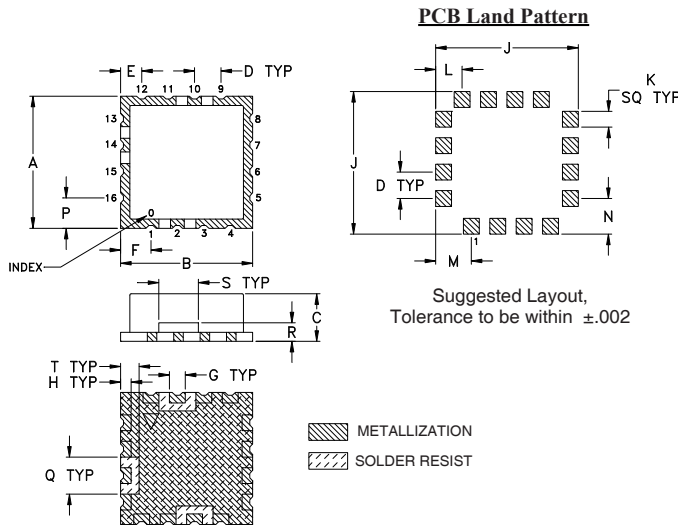 PCB Land Pattern
E
D TYP
12 11 10 9
13
14
15
16
8
7
6
5
A
P
0
1 2 3 4
F
B
INDEX
J
L
K
SQ TYP
J
D TYP
N
1
M
Suggested Layout,
Tolerance to be within ±.002
S TYP
C
R
T TYP
H TYP
G TYP
Q TYP
METALLIZATION
SOLDER RESIST